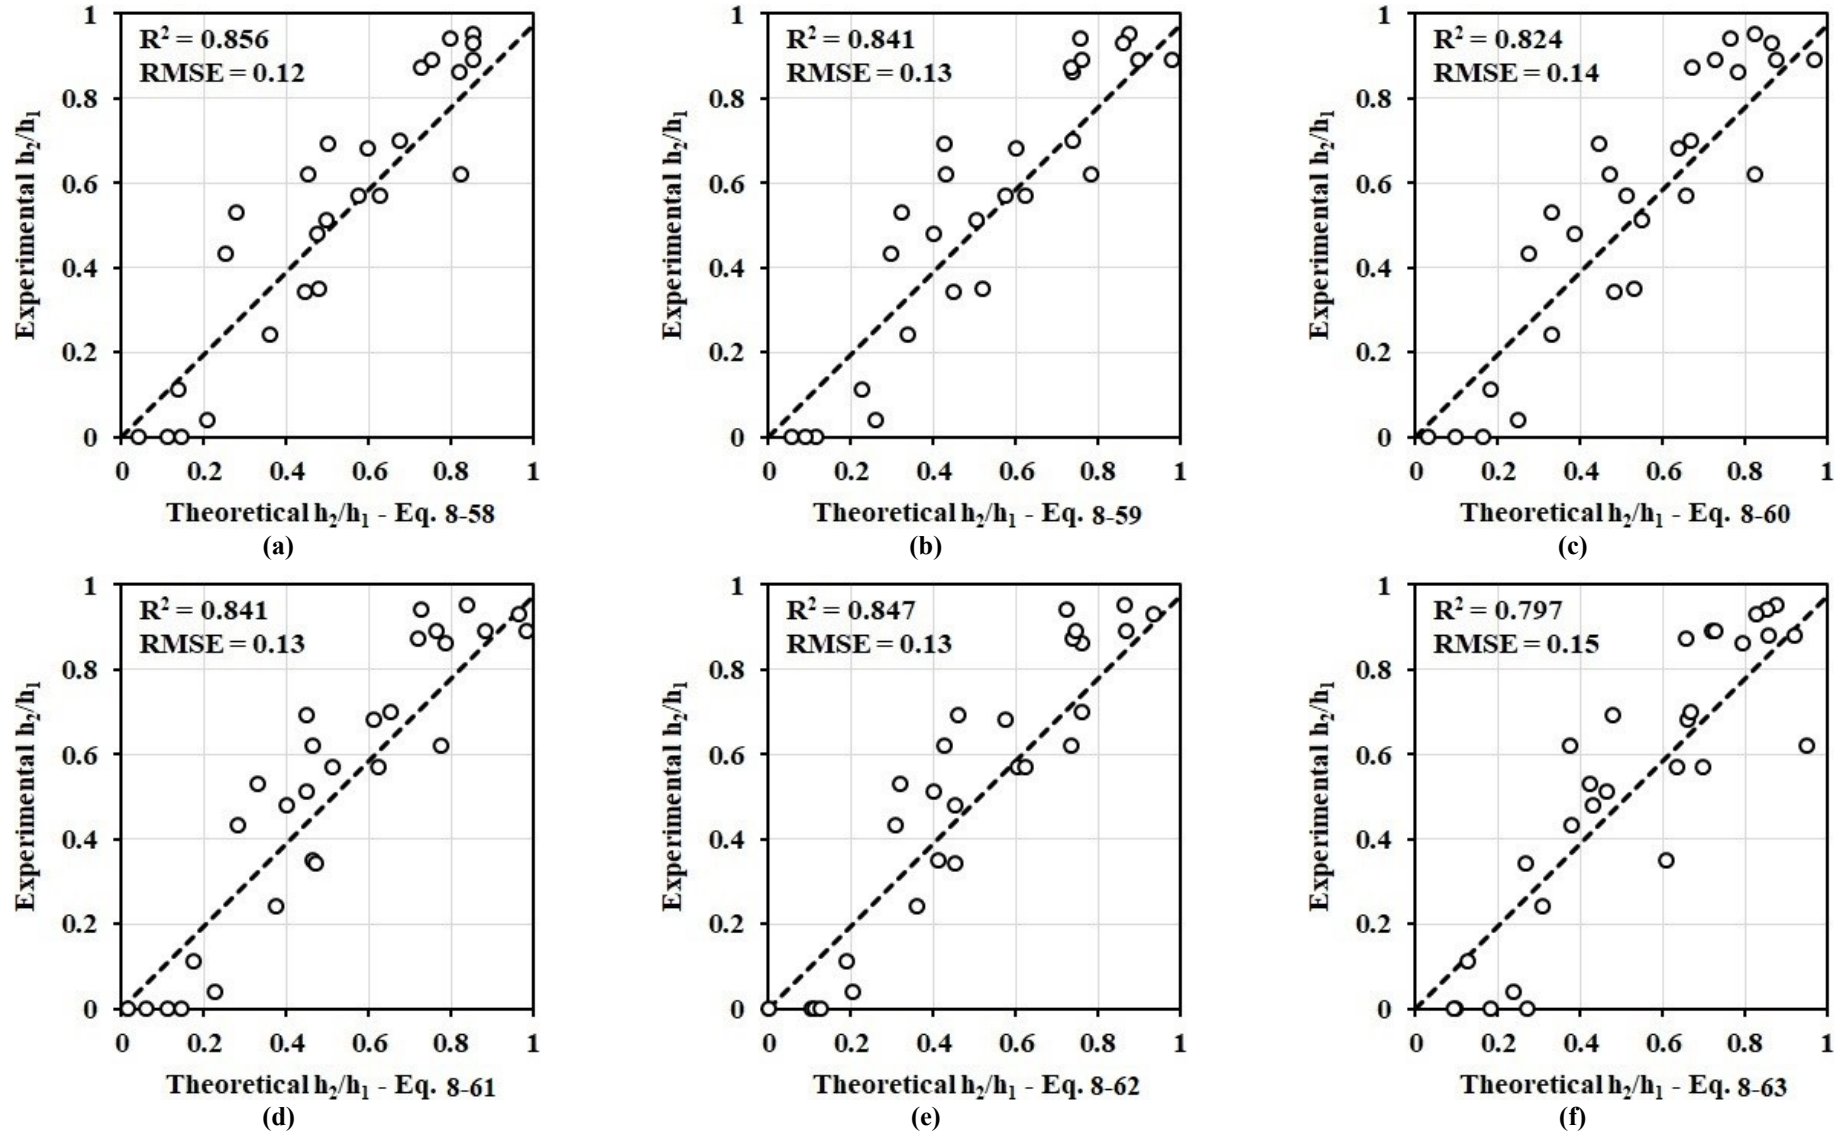 R² = 0.856
RMSE = 0.12
Experimental h₂/h₁
1
0.8
0.6
0.4
0.2
0
0 0.2 0.4 0.6 0.8 1
Theoretical h₂/h₁ - Eq. 8-58
(a)
R² = 0.841
RMSE = 0.13
Experimental h₂/h₁
1
0.8
0.6
0.4
0.2
0
0 0.2 0.4 0.6 0.8 1
Theoretical h₂/h₁ - Eq. 8-59
(b)
R² = 0.824
RMSE = 0.14
Experimental h₂/h₁
1
0.8
0.6
0.4
0.2
0
0 0.2 0.4 0.6 0.8 1
Theoretical h₂/h₁ - Eq. 8-60
(c)
R² = 0.841
RMSE = 0.13
Experimental h₂/h₁
1
0.8
0.6
0.4
0.2
0
0 0.2 0.4 0.6 0.8 1
Theoretical h₂/h₁ - Eq. 8-61
(d)
R² = 0.847
RMSE = 0.13
Experimental h₂/h₁
1
0.8
0.6
0.4
0.2
0
0 0.2 0.4 0.6 0.8 1
Theoretical h₂/h₁ - Eq. 8-62
(e)
R² = 0.797
RMSE = 0.15
Experimental h₂/h₁
1
0.8
0.6
0.4
0.2
0
0 0.2 0.4 0.6 0.8 1
Theoretical h₂/h₁ - Eq. 8-63
(f)